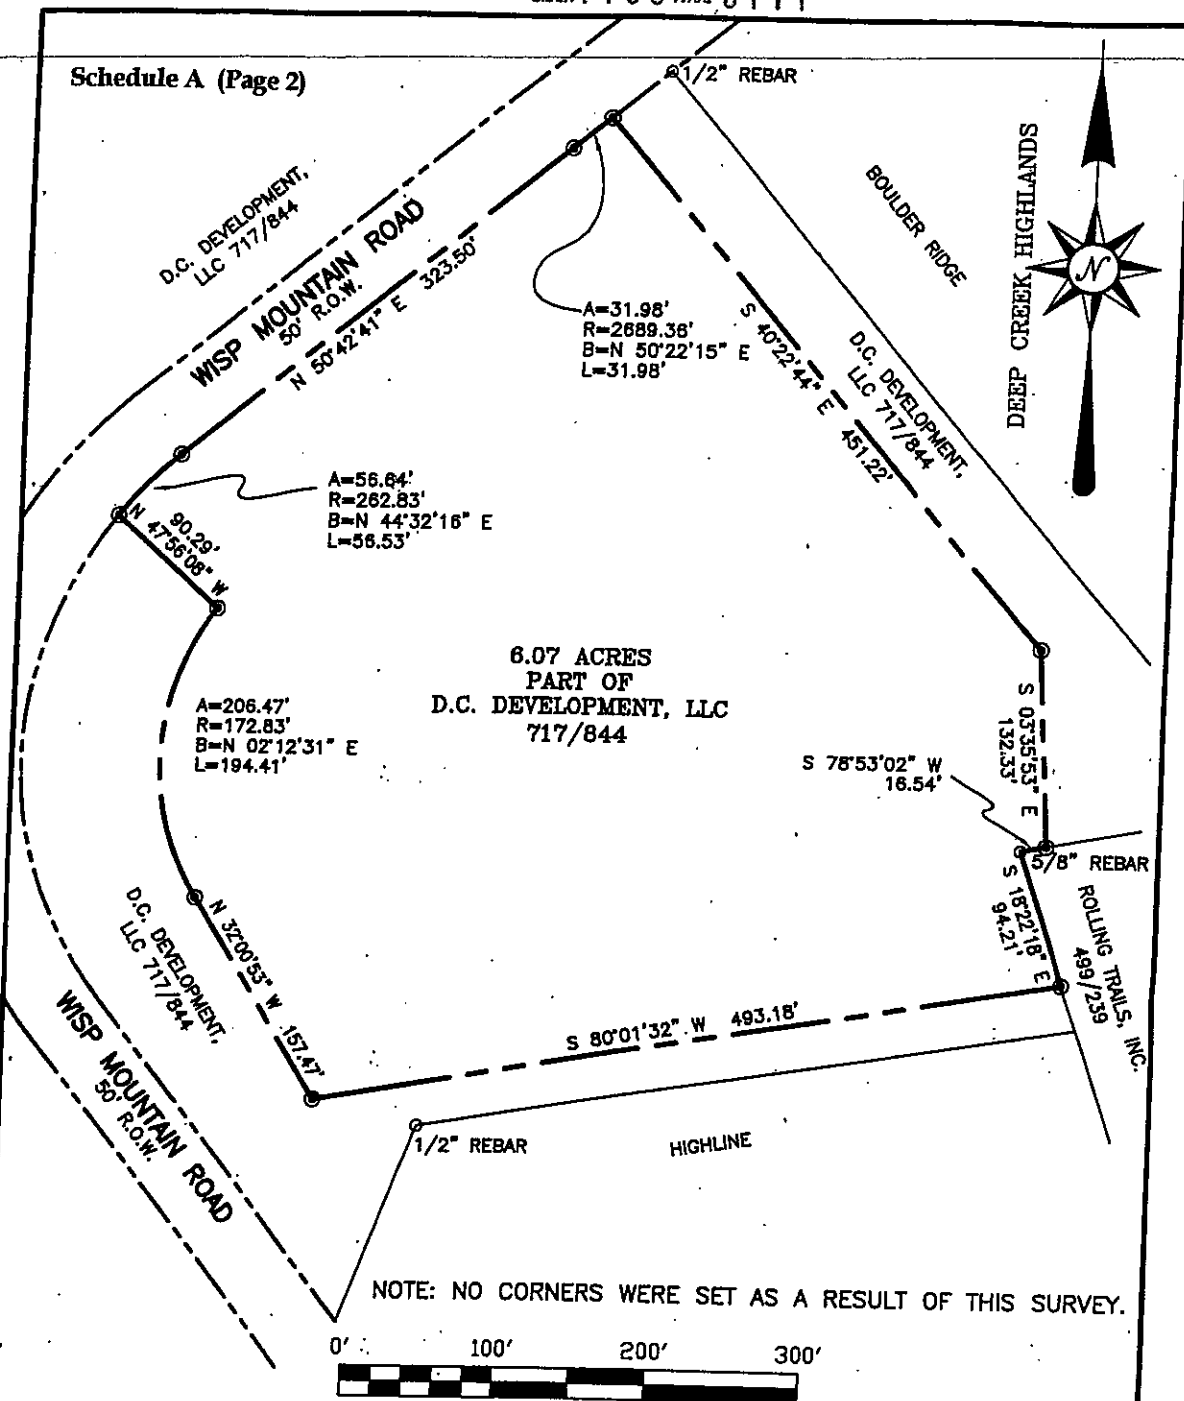 Schedule A (Page 2)
1/2" REBAR
D.C. DEVELOPMENT,
LLC 717/844
WISP MOUNTAIN ROAD
50' R.O.W.
N 50°42'41" E 323.50'
BOULDER RIDGE
DEEP CREEK HIGHLANDS
N
A=31.98'
R=2689.36'
B=N 50°22'15" E
L=31.98'
S 40°22'44" E 451.22'
D.C. DEVELOPMENT,
LLC 717/844
A=56.64'
R=262.83'
B=N 44°32'16" E
L=56.53'
90.29'
N 47°56'08" W
6.07 ACRES
PART OF
D.C. DEVELOPMENT, LLC
717/844
A=206.47'
R=172.83'
B=N 02°12'31" E
L=194.41'
S 03°35'53" E
132.33'
S 78°53'02" W
16.54'
5/8" REBAR
S 18°22'18" E
94.21'
ROLLING TRAILS, INC.
499/239
D.C. DEVELOPMENT,
LLC 717/844
N 32°00'53" W 157.47'
S 80°01'32" W 493.18'
WISP MOUNTAIN ROAD
50' R.O.W.
1/2" REBAR
HIGHLINE
NOTE: NO CORNERS WERE SET AS A RESULT OF THIS SURVEY.
0' 100' 200' 300'